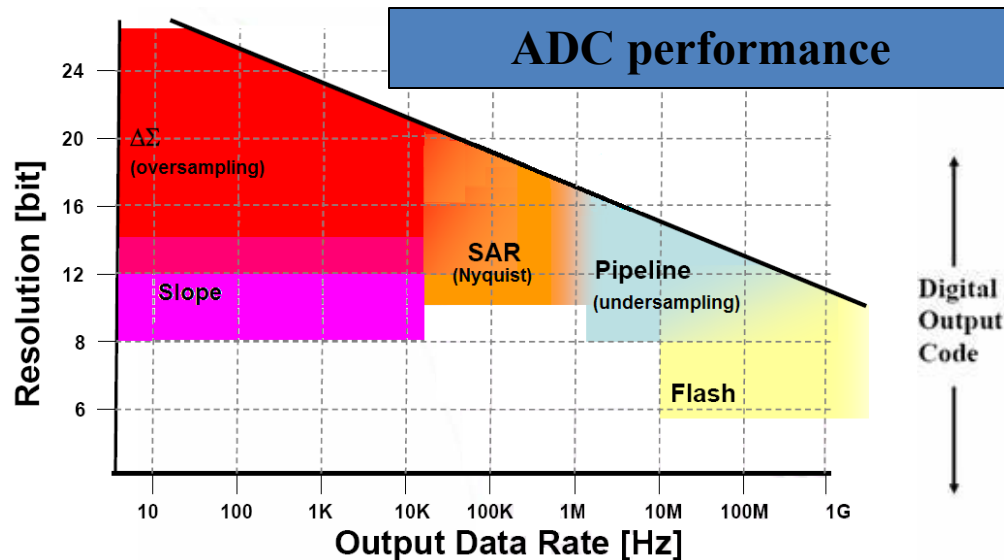 ADC performance
Resolution [bit]
24
20
16
12
8
6
ΔΣ
(oversampling)
Slope
SAR
(Nyquist)
Pipeline
(undersampling)
Flash
10
100
1K
10K
100K
1M
10M
100M
1G
Output Data Rate [Hz]
Digital
Output
Code